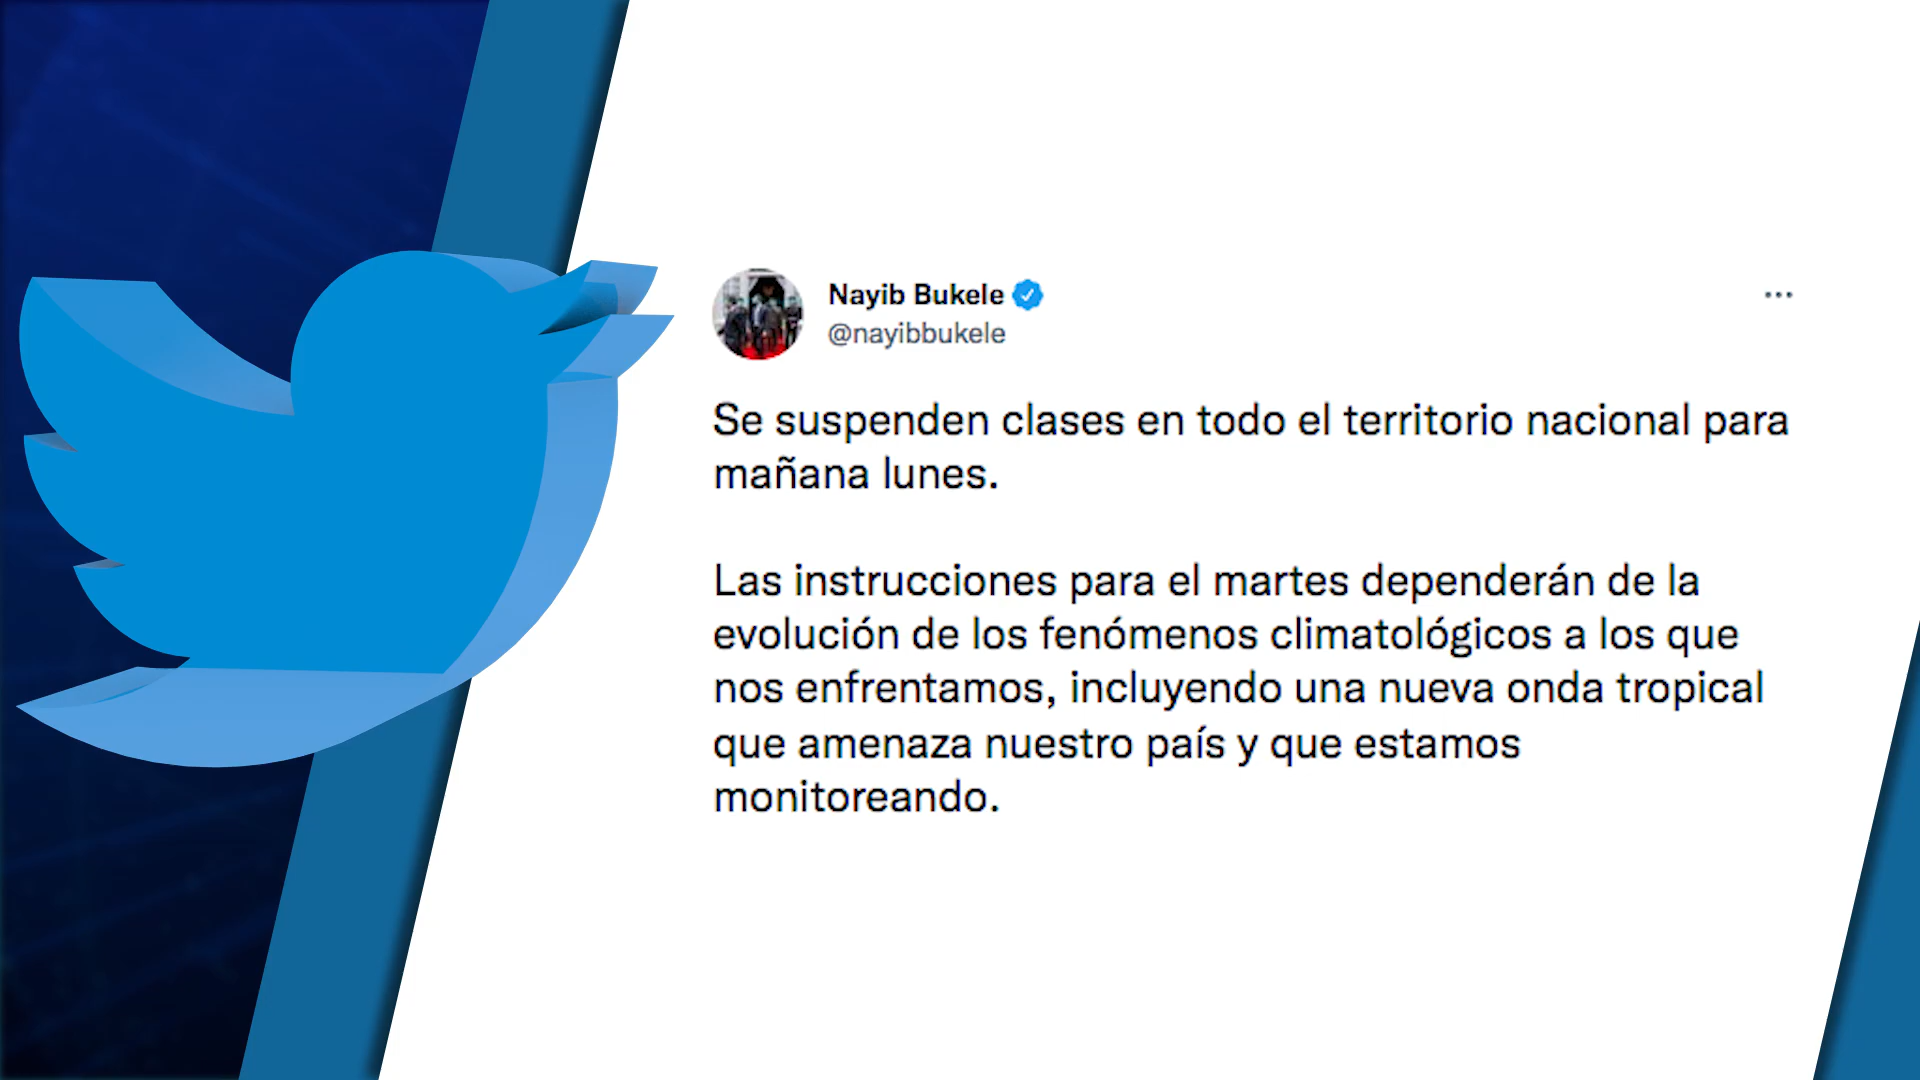 Nayib Bukele
@nayibbukele
Se suspenden clases en todo el territorio nacional para
mañana lunes.
Las instrucciones para el martes dependerán de la
evolución de los fenómenos climatológicos a los que
nos enfrentamos, incluyendo una nueva onda tropical
que amenaza nuestro país y que estamos
monitoreando.